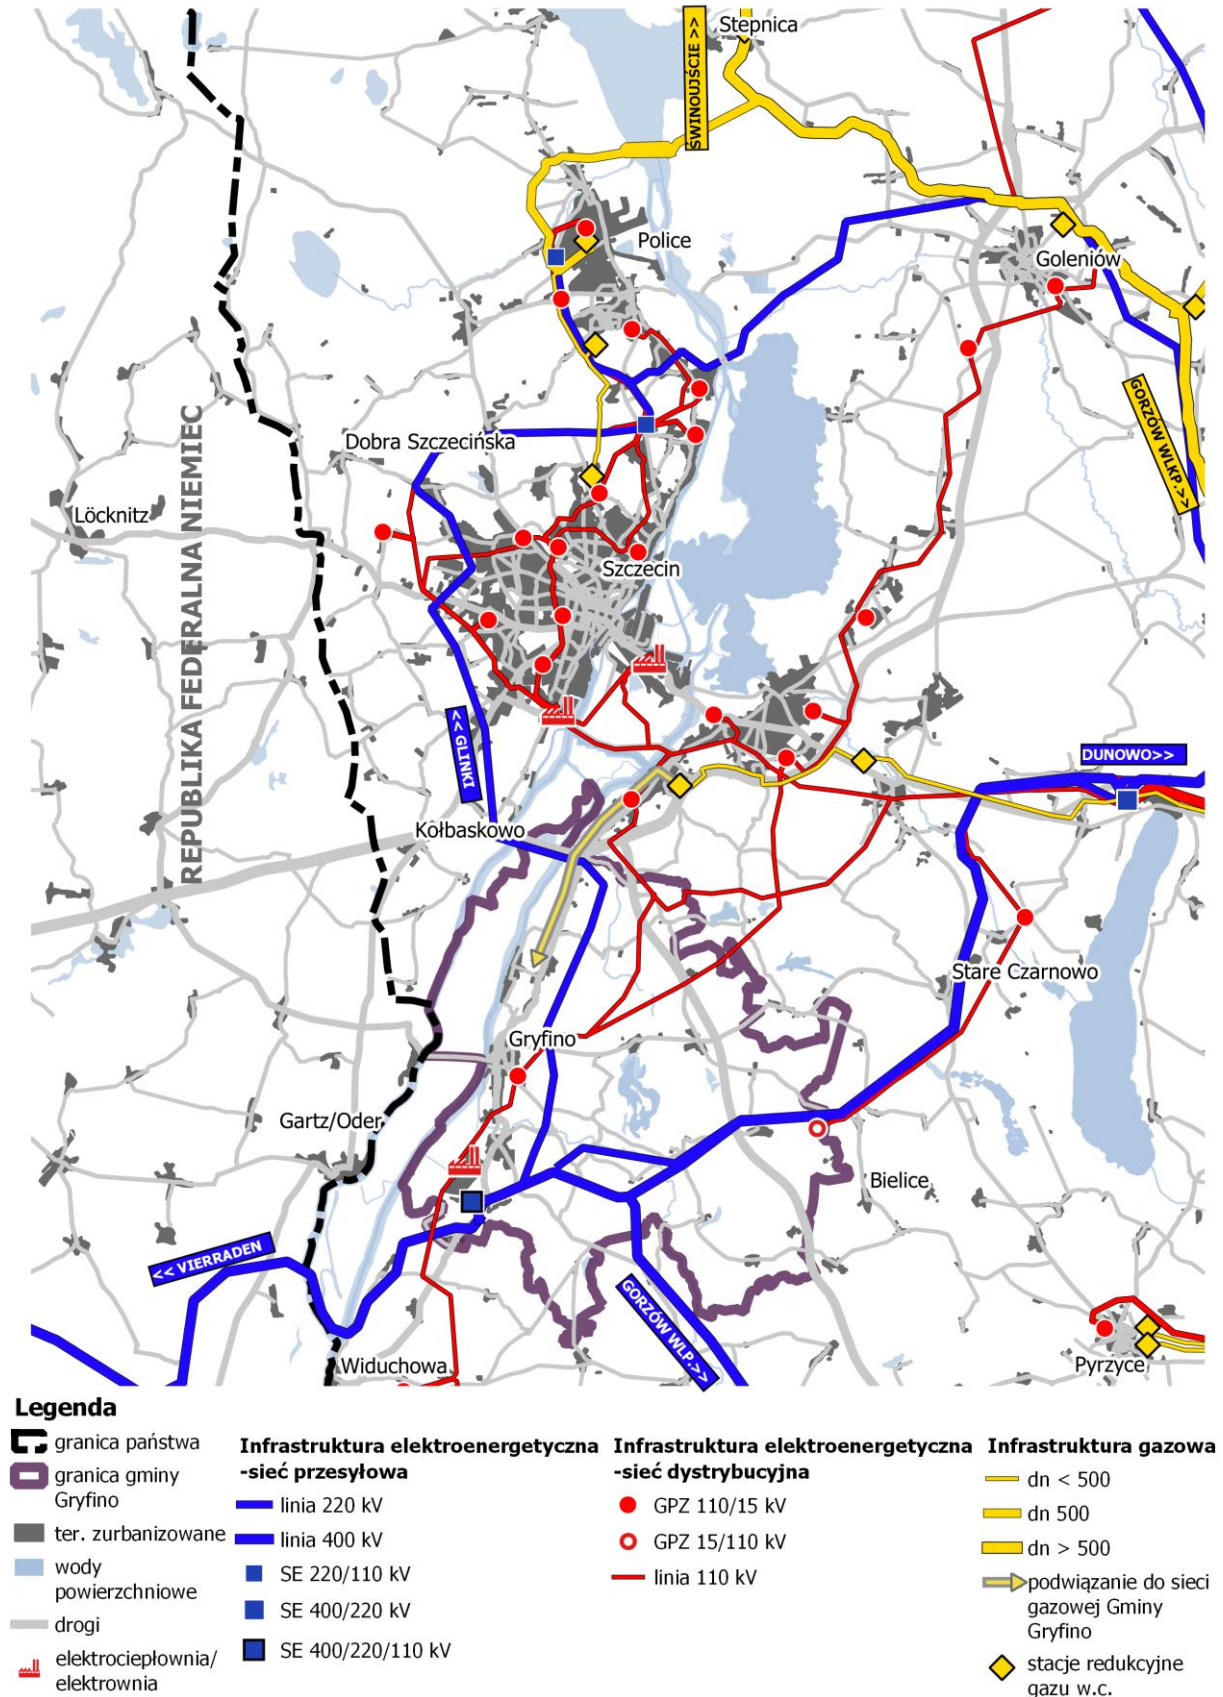 Stepnica
ŚWINOUJŚCIE >>
Police
Goleniów
GORZÓW WLKP.>>
Dobra Szczecińska
REPUBLIKA FEDERALNA NIEMIEC
Löcknitz
Szczecin
<< GLINKI
DUNOWO>>
Kołbaskowo
Stare Czarnowo
Gryfino
Gartz/Oder
Bielice
<< VIERRADEN
GORZÓW WLP.>>
Widuchowa
Pyrzyce
Legenda
granica państwa
granica gminy
Gryfino
ter. zurbanizowane
wody
powierzchniowe
drogi
elektrociepłownia/
elektrownia
Infrastruktura elektroenergetyczna
-sieć przesyłowa
linia 220 kV
linia 400 kV
SE 220/110 kV
SE 400/220 kV
SE 400/220/110 kV
Infrastruktura elektroenergetyczna
-sieć dystrybucyjna
GPZ 110/15 kV
GPZ 15/110 kV
linia 110 kV
Infrastruktura gazowa
dn < 500
dn 500
dn > 500
podwiązanie do sieci
gazowej Gminy
Gryfino
stacje redukcyjne
gazu w.c.